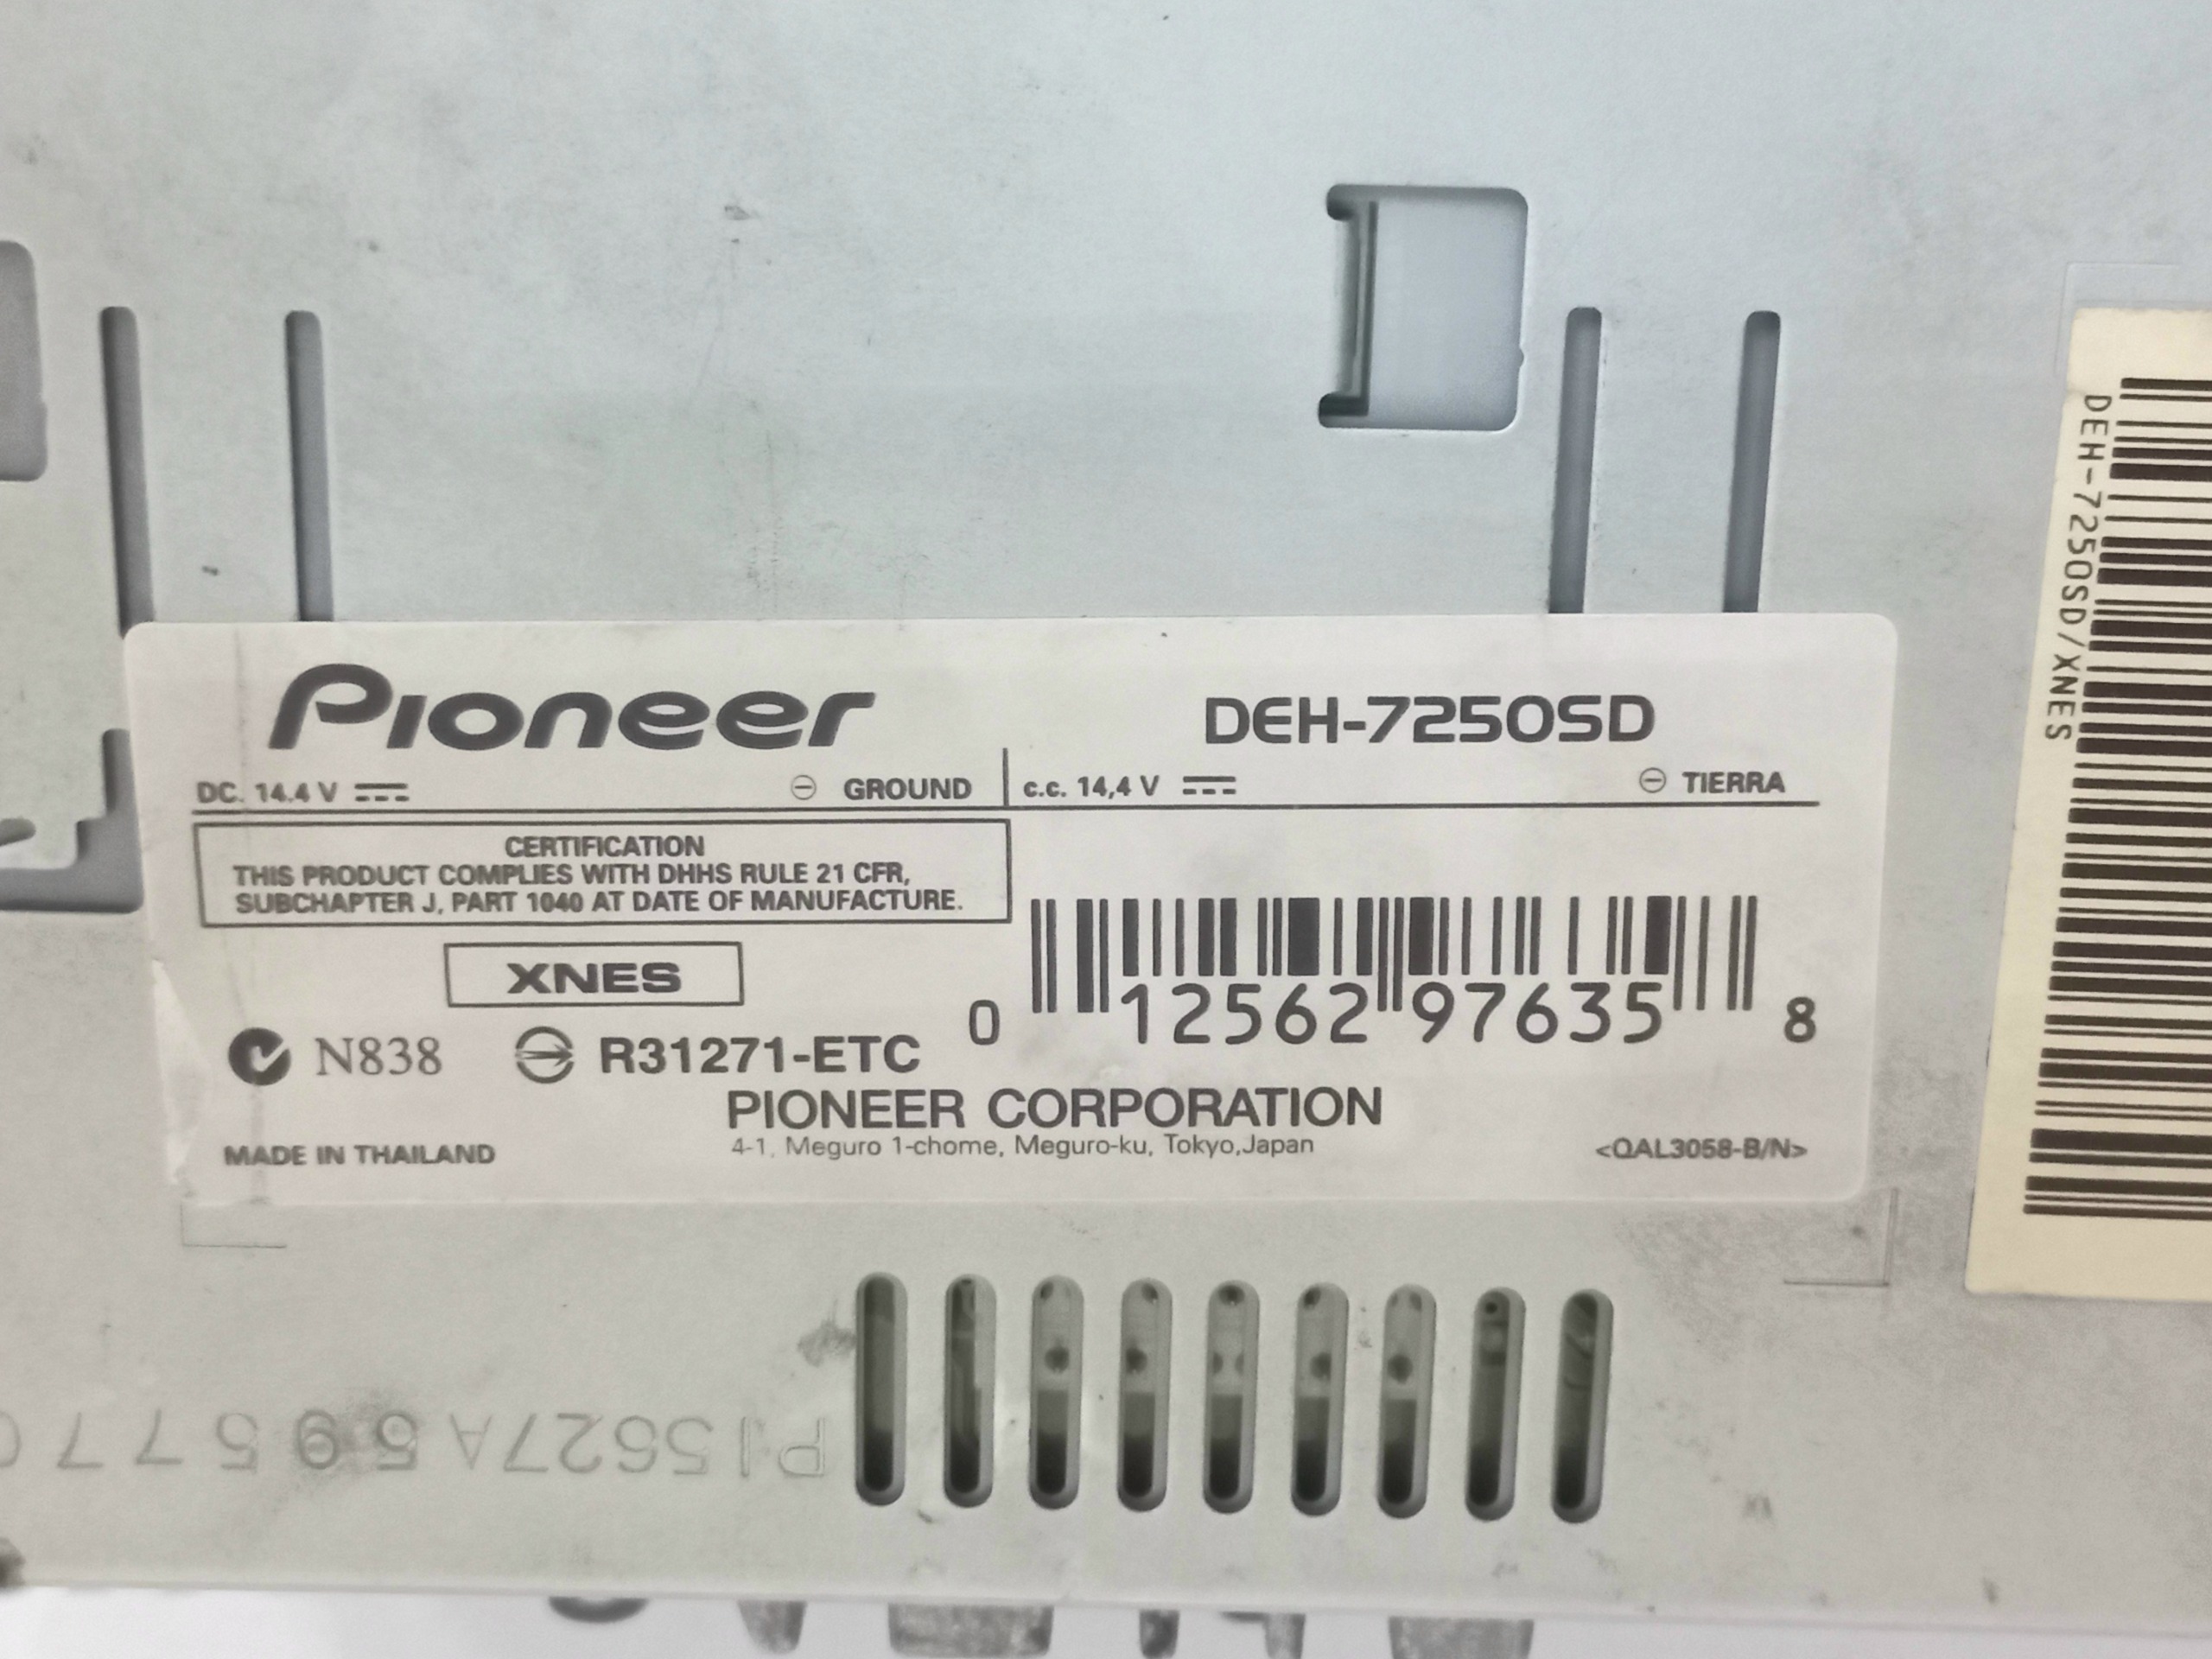 Pioneer DEH-7250SD
DC. 14.4 V GROUND c.c. 14,4 V TIERRA
CERTIFICATION
THIS PRODUCT COMPLIES WITH DHHS RULE 21 CFR,
SUBCHAPTER J, PART 1040 AT DATE OF MANUFACTURE.
XNES
0 12562 97635 8
N838 R31271-ETC
PIONEER CORPORATION
4-1, Meguro 1-chome, Meguro-ku, Tokyo,Japan
MADE IN THAILAND <QAL3058-B/N>
DEH-7250SD/XNES